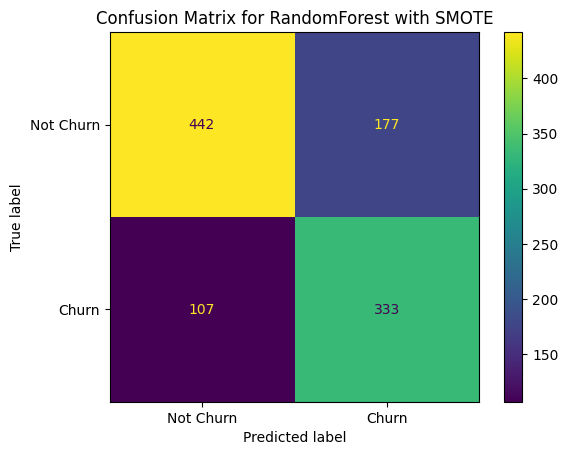 Confusion Matrix for RandomForest with SMOTE
True label
Not Churn
442
177
Churn
107
333
Not Churn
Churn
Predicted label
400
350
300
250
200
150